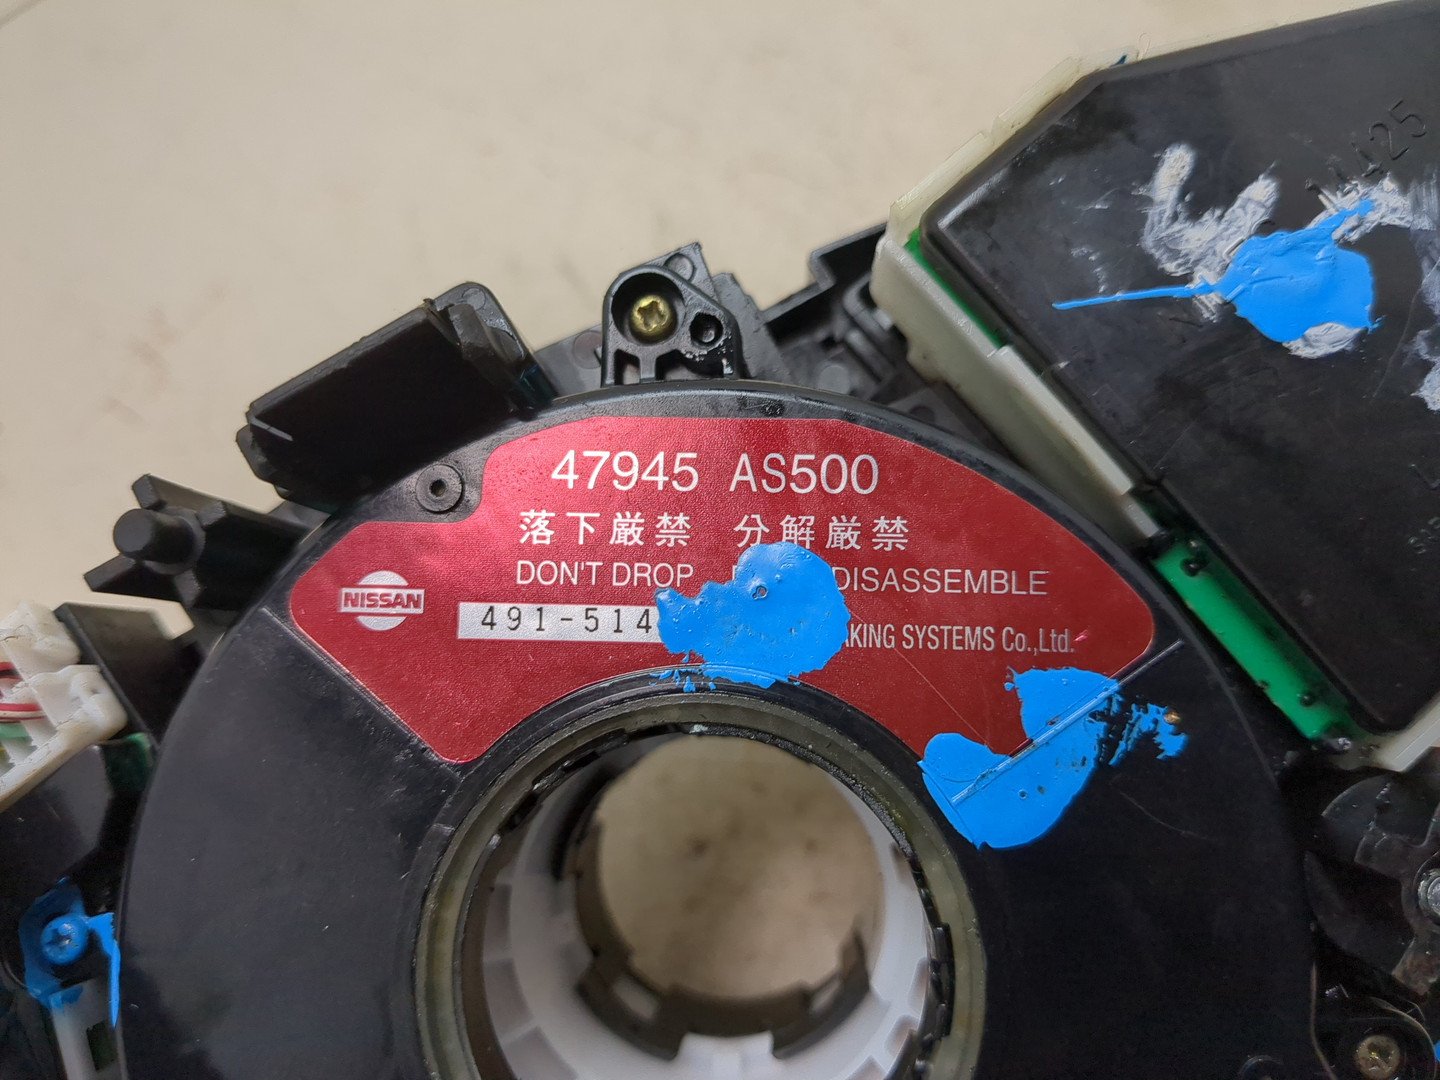 47945 AS500
落下厳禁 分解厳禁
DON'T DROP DISASSEMBLE
NISSAN
491-514
KING SYSTEMS Co.,Ltd.